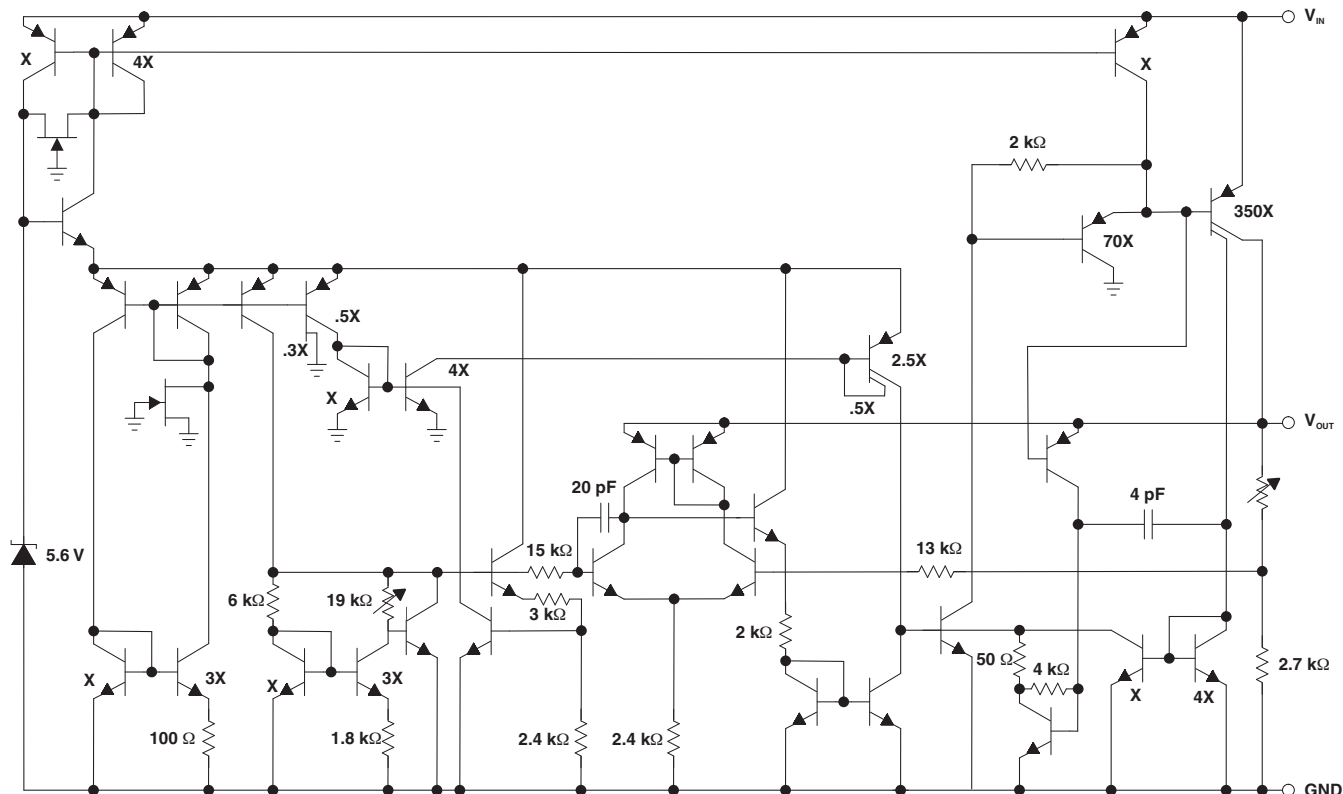 V_IN
X
4X
X
2 kΩ
350X
70X
.5X
.3X
4X
2.5X
X
.5X
V_OUT
20 pF
4 pF
5.6 V
15 kΩ
13 kΩ
6 kΩ
19 kΩ
3 kΩ
2 kΩ
50 Ω
4 kΩ
2.7 kΩ
X
3X
X
3X
X
4X
100 Ω
1.8 kΩ
2.4 kΩ
2.4 kΩ
GND